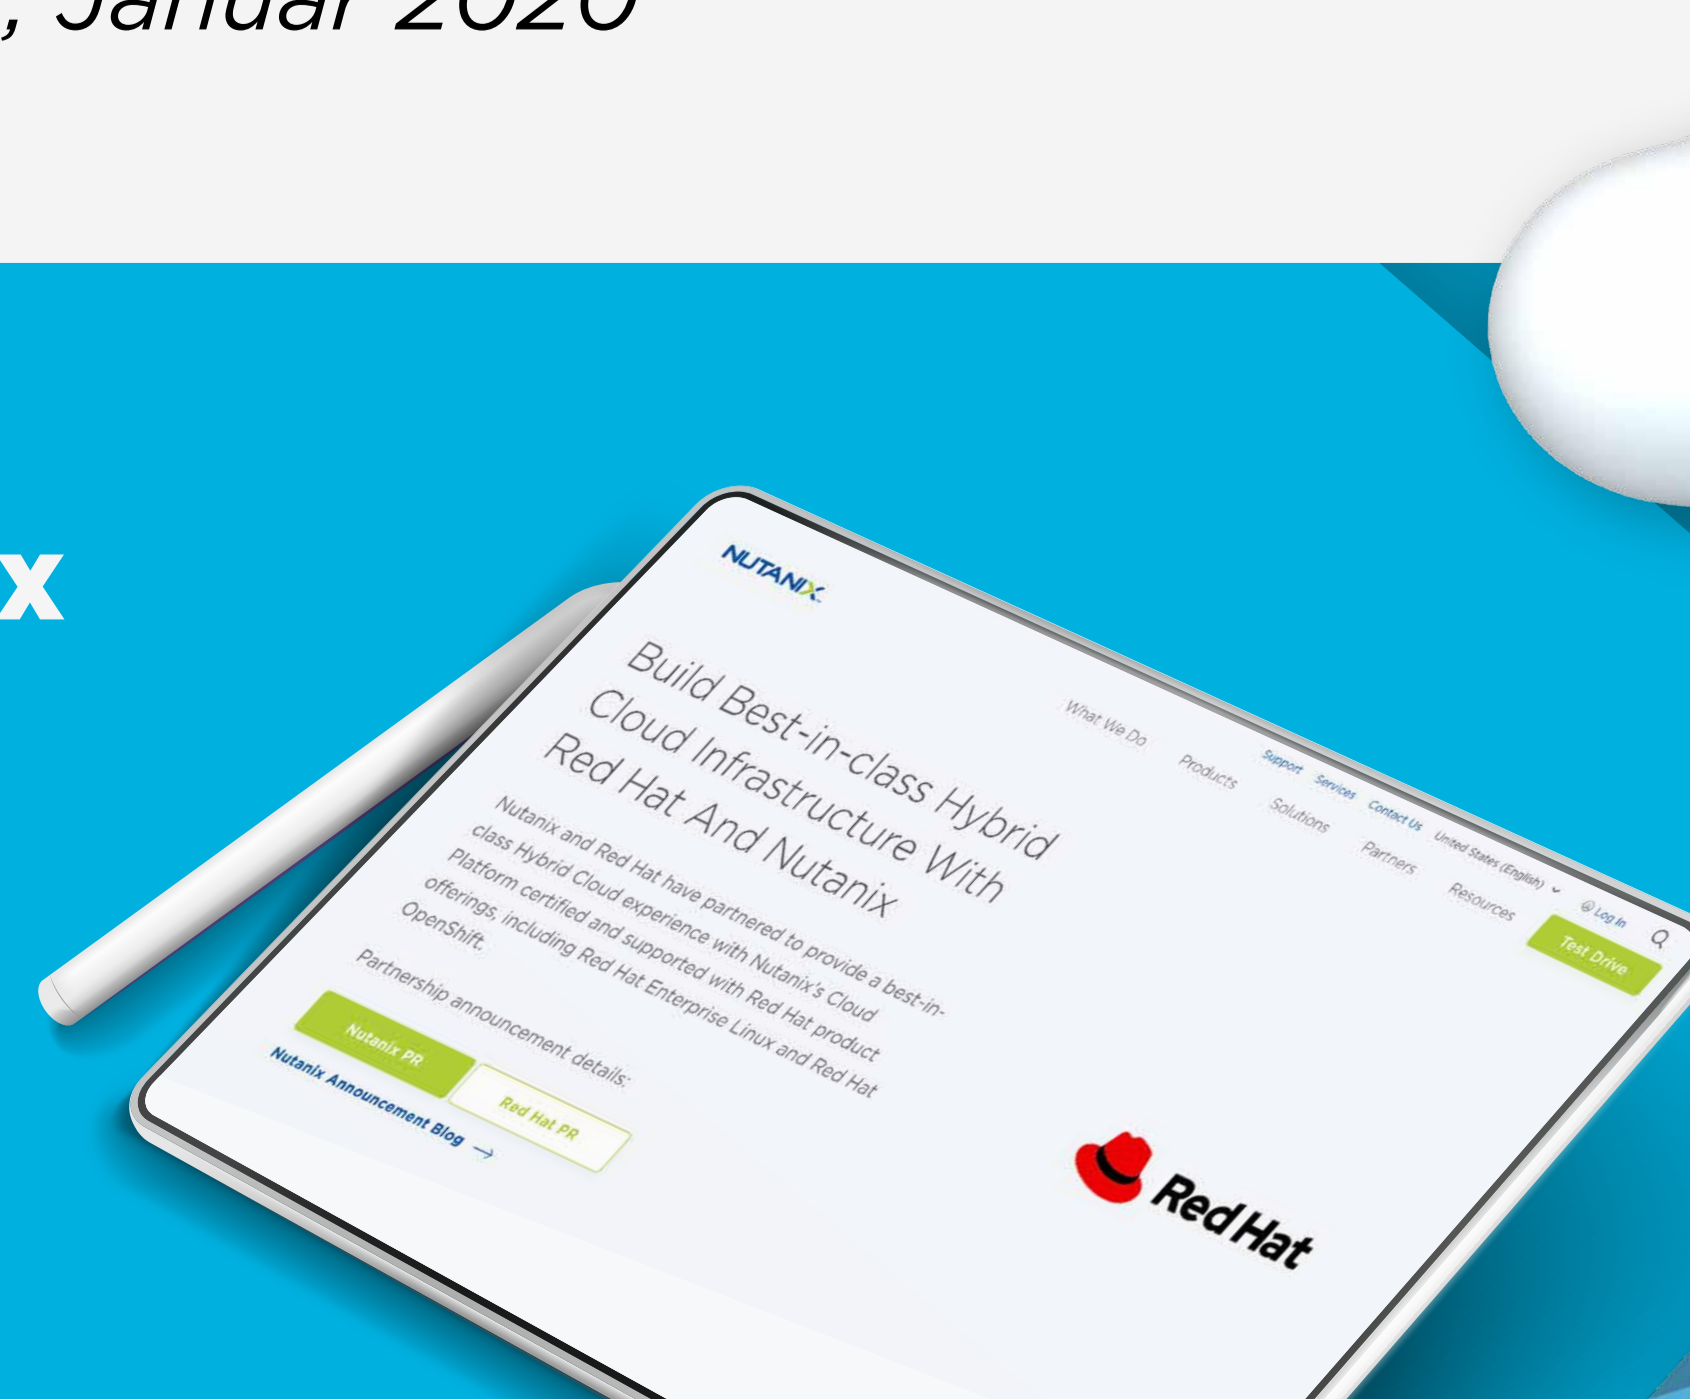 , Januar 2020
x
NUTANIX
Support Services Contact Us United States (English) Log In
What We Do Products Solutions Partners Resources Test Drive
Build Best-in-class Hybrid
Cloud Infrastructure With
Red Hat And Nutanix
Nutanix and Red Hat have partnered to provide a best-in-
class Hybrid Cloud experience with Nutanix's Cloud
Platform certified and supported with Red Hat product
offerings, including Red Hat Enterprise Linux and Red Hat
OpenShift.
Partnership announcement details:
Nutanix PR Red Hat PR
Nutanix Announcement Blog →
Red Hat